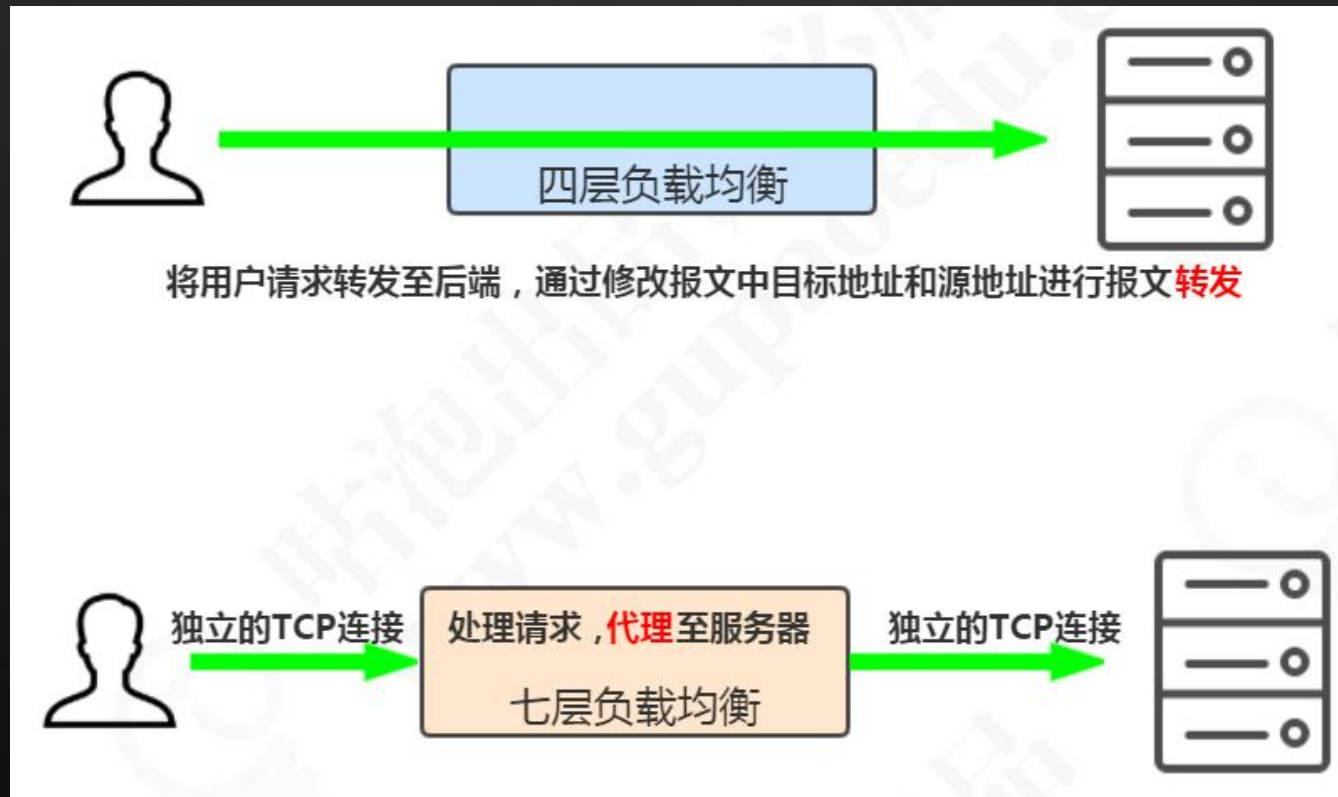 四层负载均衡
将用户请求转发至后端，通过修改报文中目标地址和源地址进行报文转发
独立的TCP连接
处理请求，代理至服务器
独立的TCP连接
七层负载均衡